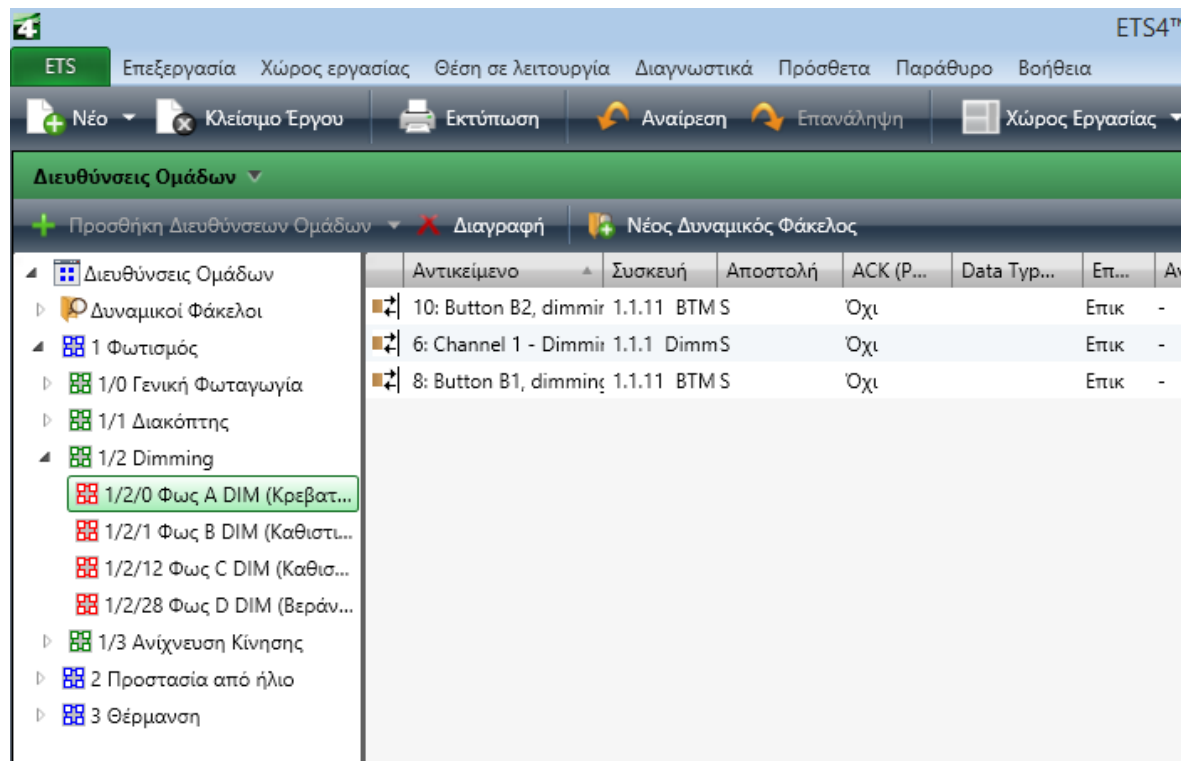 ETS4™
ETS Επεξεργασία Χώρος εργασίας Θέση σε λειτουργία Διαγνωστικά Πρόσθετα Παράθυρο Βοήθεια
Νέο Κλείσιμο Έργου Εκτύπωση Αναίρεση Επανάληψη Χώρος Εργασίας
Διευθύνσεις Ομάδων
Προσθήκη Διευθύνσεων Ομάδων Διαγραφή Νέος Δυναμικός Φάκελος
Διευθύνσεις Ομάδων
Δυναμικοί Φάκελοι
1 Φωτισμός
1/0 Γενική Φωταγωγία
1/1 Διακόπτης
1/2 Dimming
1/2/0 Φως A DIM (Κρεβατ...
1/2/1 Φως B DIM (Καθιστι...
1/2/12 Φως C DIM (Καθισ...
1/2/28 Φως D DIM (Βεράν...
1/3 Ανίχνευση Κίνησης
2 Προστασία από ήλιο
3 Θέρμανση
Αντικείμενο Συσκευή Αποστολή ACK (P... Data Typ... Επ... Αν
10: Button B2, dimmin 1.1.11 BTM S Όχι Επικ -
6: Channel 1 - Dimmin 1.1.1 Dimm S Όχι Επικ -
8: Button B1, dimming 1.1.11 BTM S Όχι Επικ -